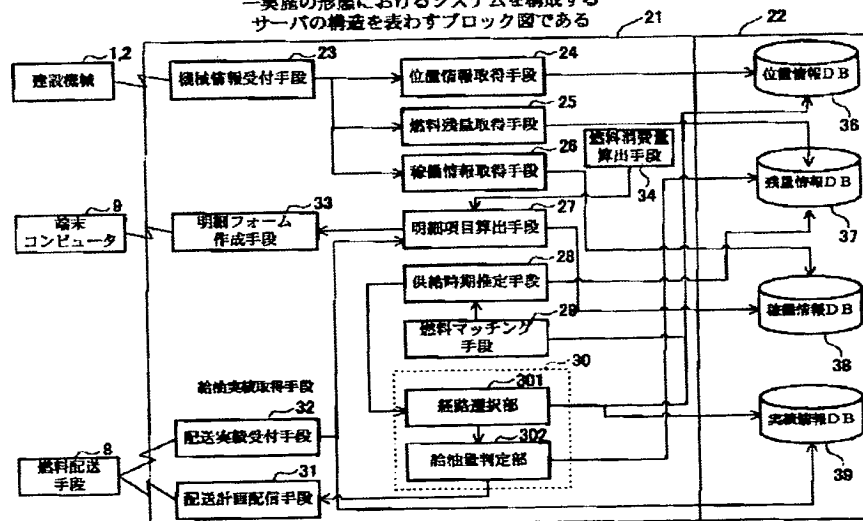 一実施の形態におけるシステムを構成する
サーバの構造を表わすブロック図である
21
22
1,2
建設機械
23
機械情報受付手段
24
位置情報取得手段
位置情報DB
36
25
燃料残量取得手段
26
稼働情報取得手段
燃料消費量
算出手段
34
残量情報DB
37
9
端末
コンピュータ
33
明細フォーム
作成手段
27
明細項目算出手段
28
供給時期推定手段
29
燃料マッチング
手段
稼働情報DB
38
30
301
経路選択部
302
給油量判定部
実績情報DB
39
給油実績取得手段
32
配送実績受付手段
8
燃料配送
手段
31
配送計画配信手段